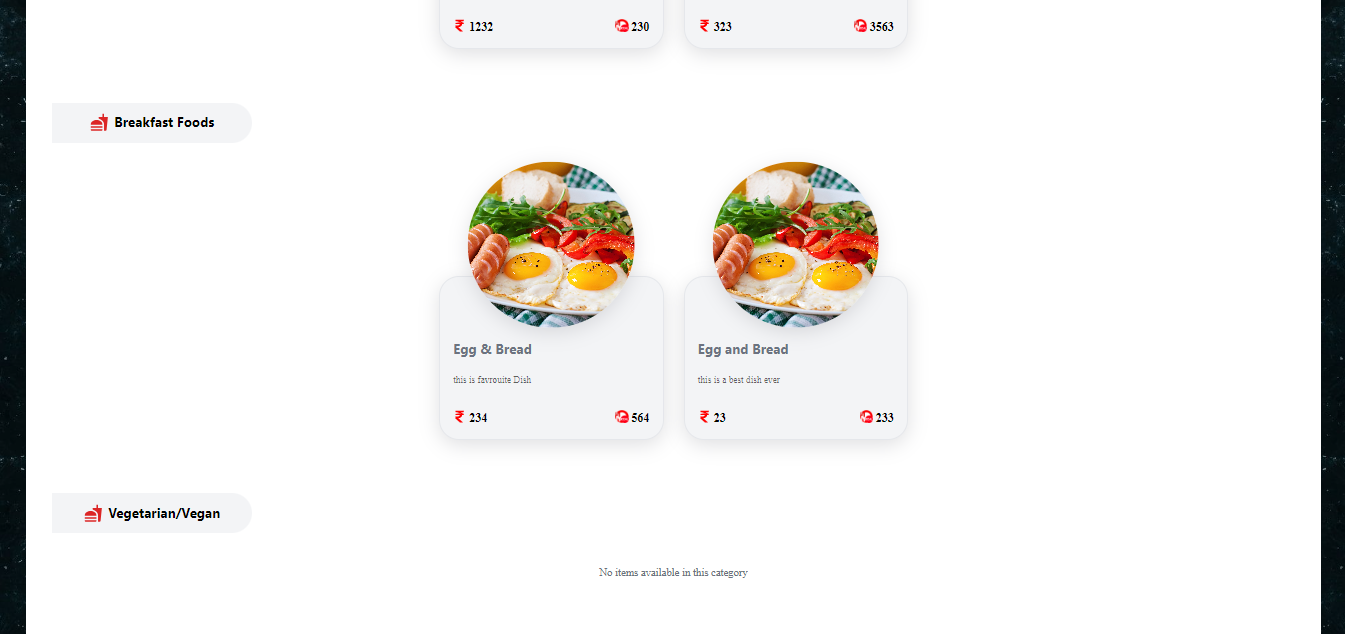 ₹ 1232 230 ₹ 323 3563
Breakfast Foods
Egg & Bread
this is favrouite Dish
₹ 234 564
Egg and Bread
this is a best dish ever
₹ 23 233
Vegetarian/Vegan
No items available in this category